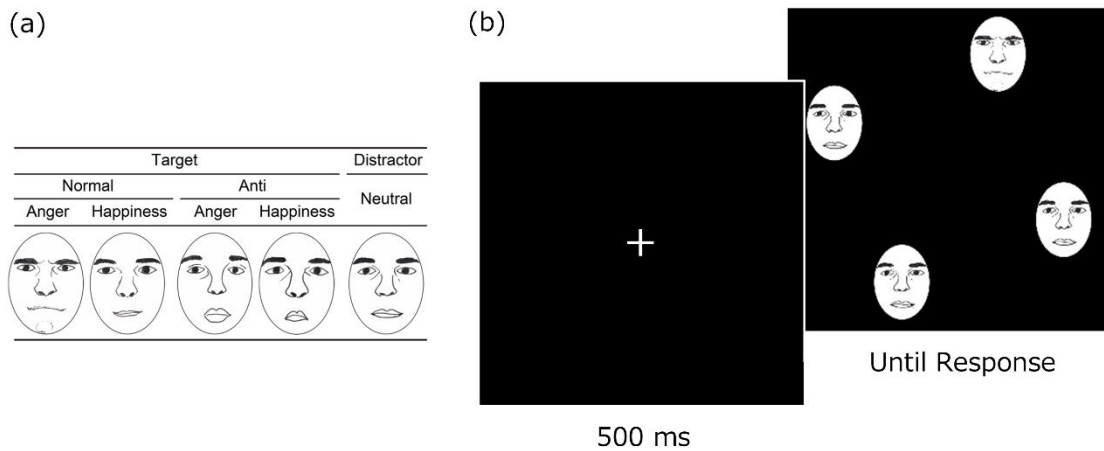 (a)
Target Distractor
Normal Anti Neutral
Anger Happiness Anger Happiness
(b)
500 ms
Until Response